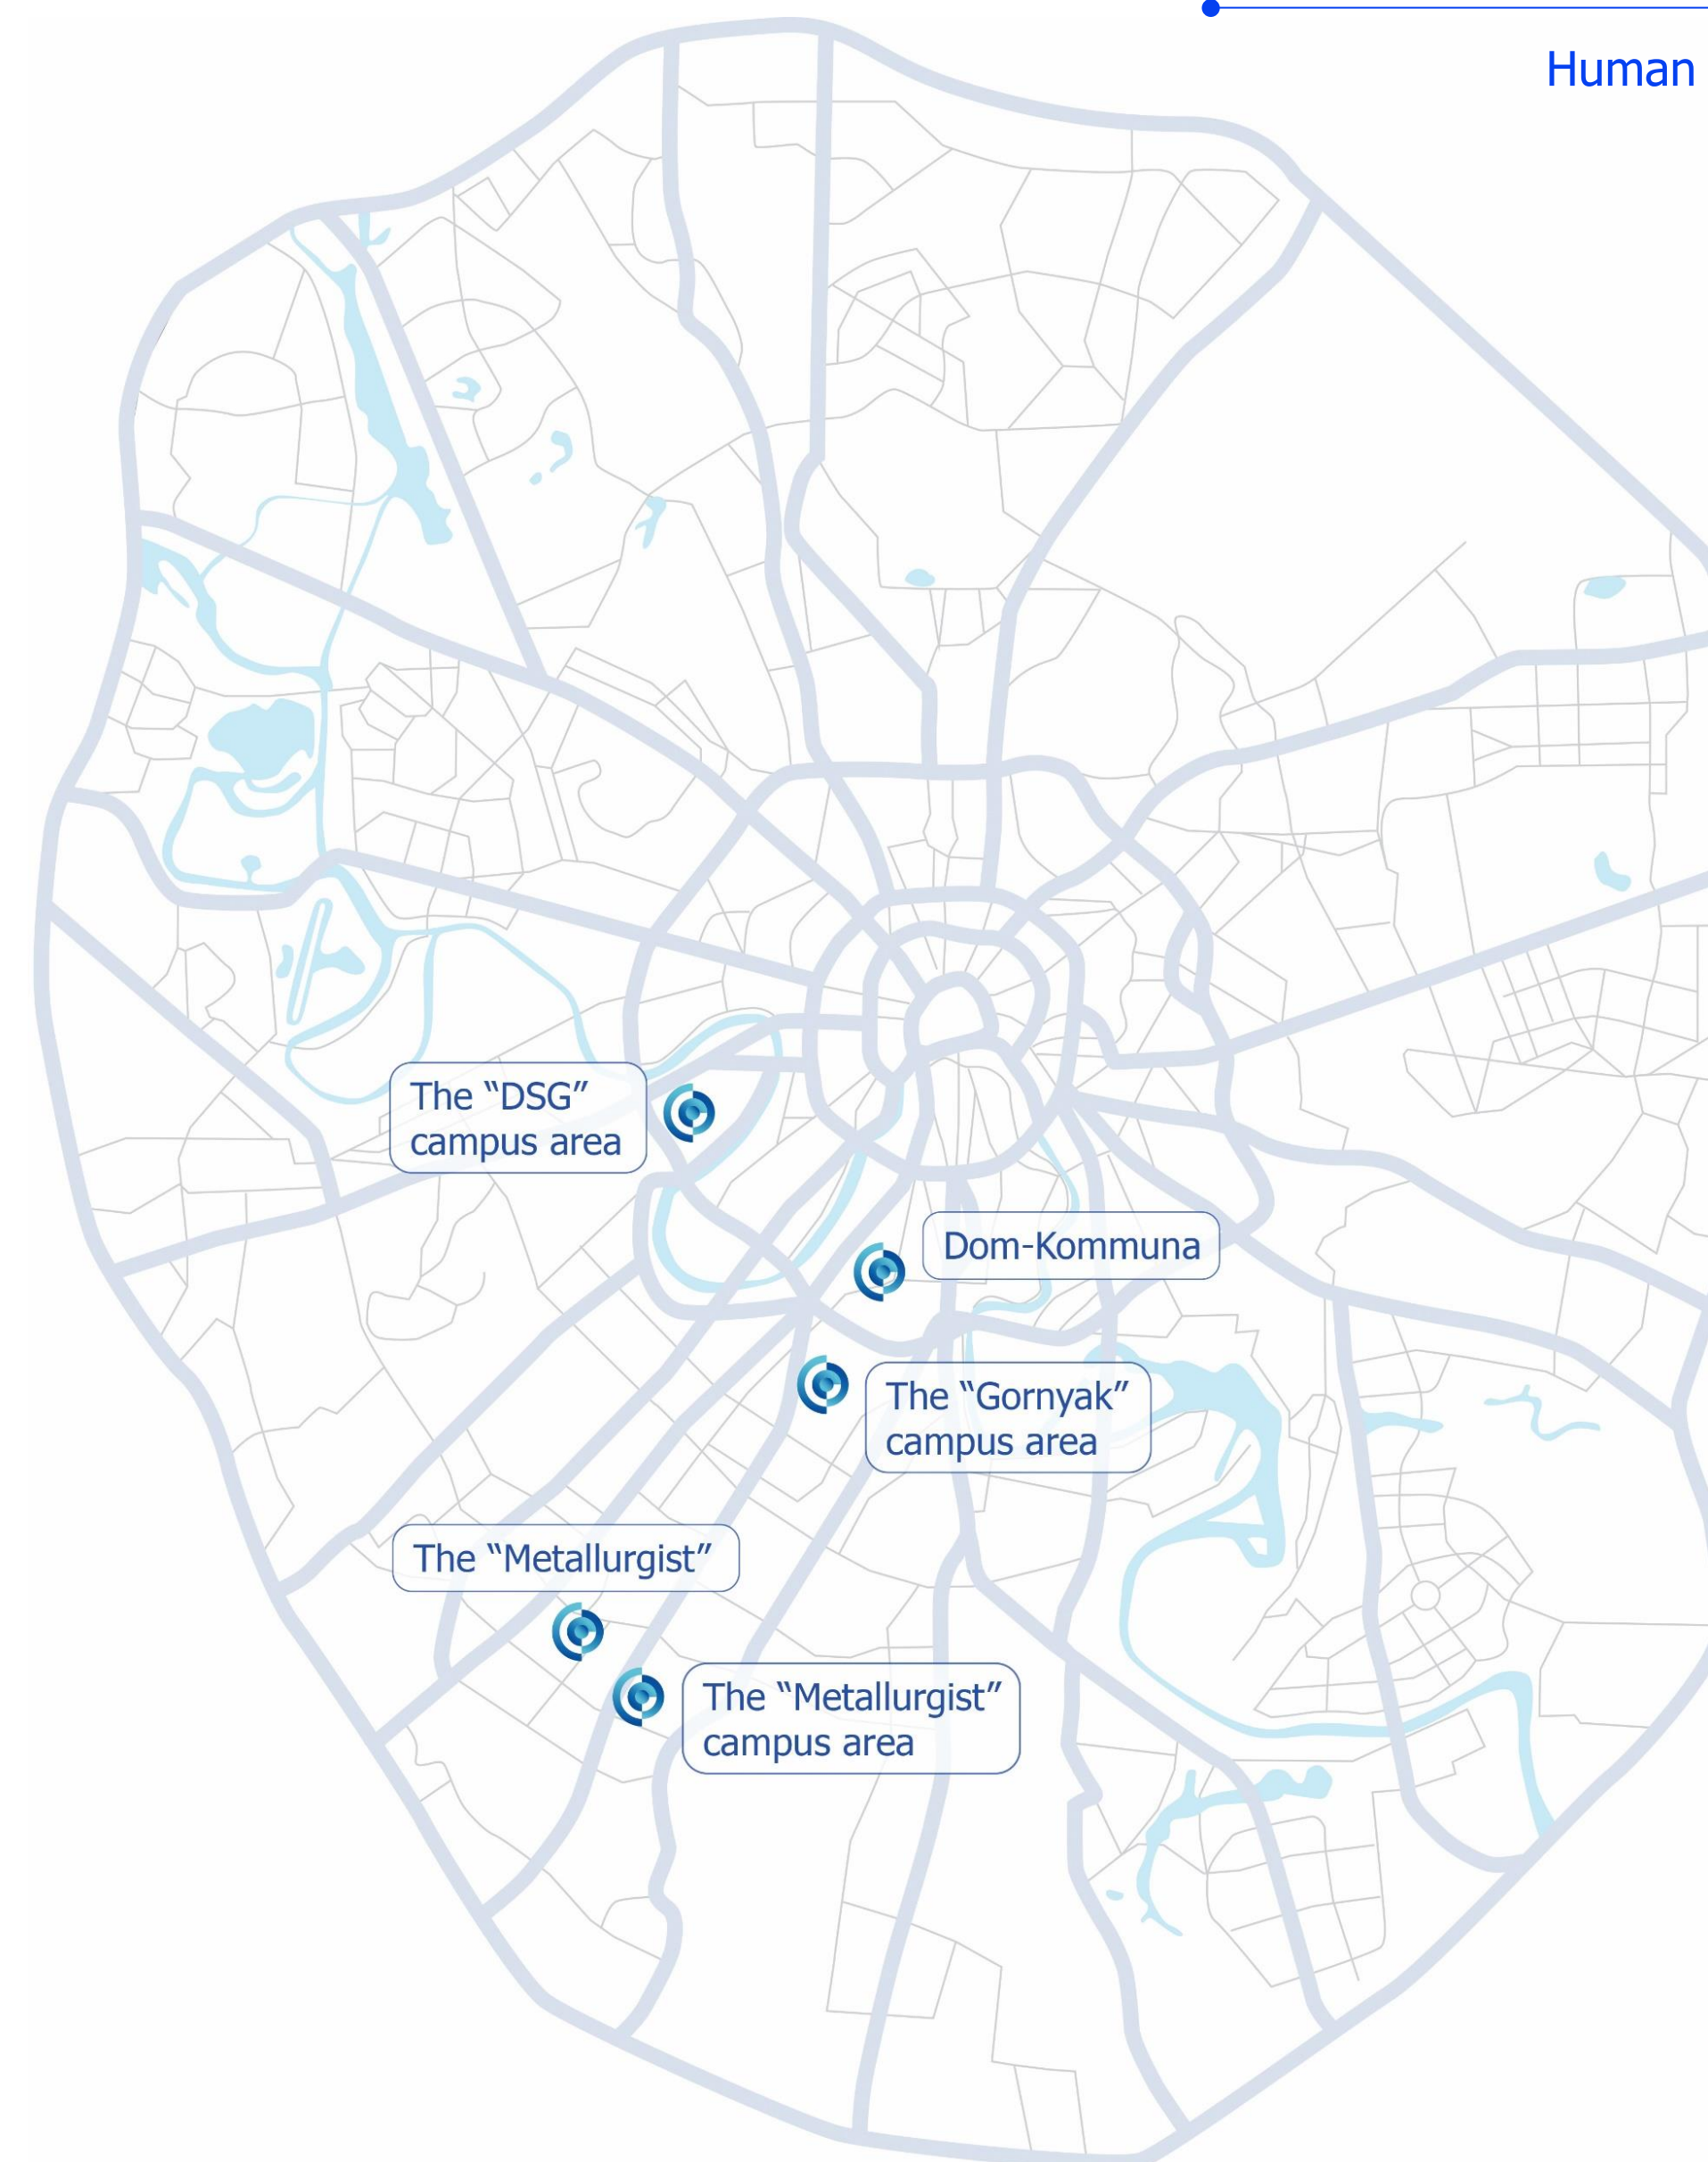 Human
The “DSG”
campus area
Dom-Kommuna
The “Gornyak”
campus area
The “Metallurgist”
The “Metallurgist”
campus area